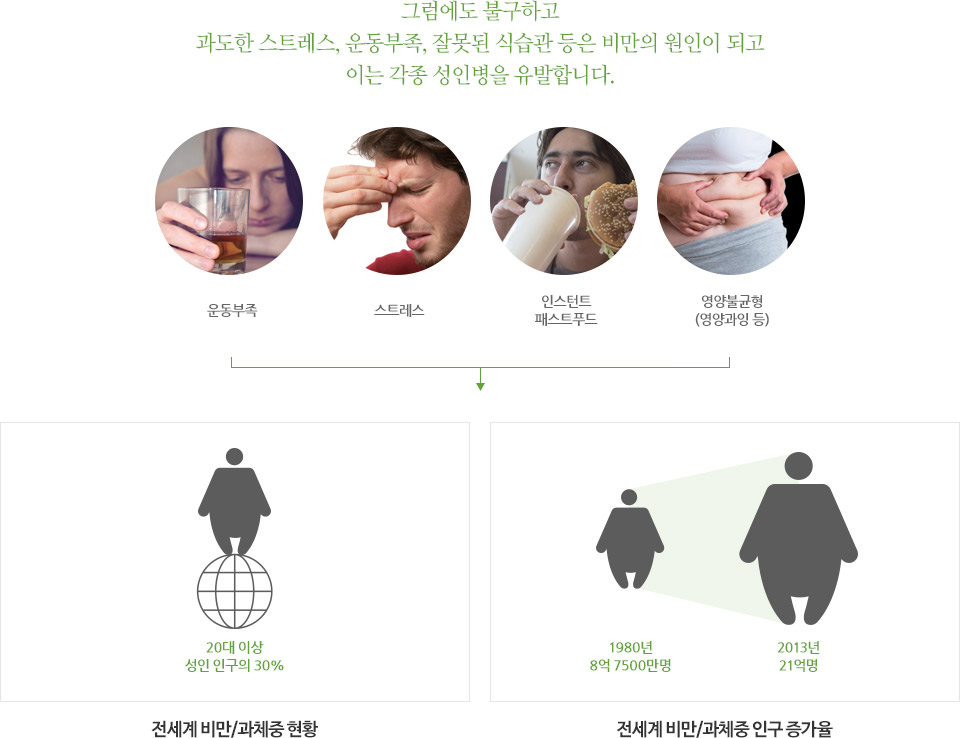 그럼에도 불구하고
과도한 스트레스, 운동부족, 잘못된 식습관 등은 비만의 원인이 되고
이는 각종 성인병을 유발합니다.
운동부족
스트레스
인스턴트
패스트푸드
영양불균형
(영양과잉 등)
20대 이상
성인 인구의 30%
1980년
8억 7500만명
2013년
21억명
전세계 비만/과체중 현황
전세계 비만/과체중 인구 증가율